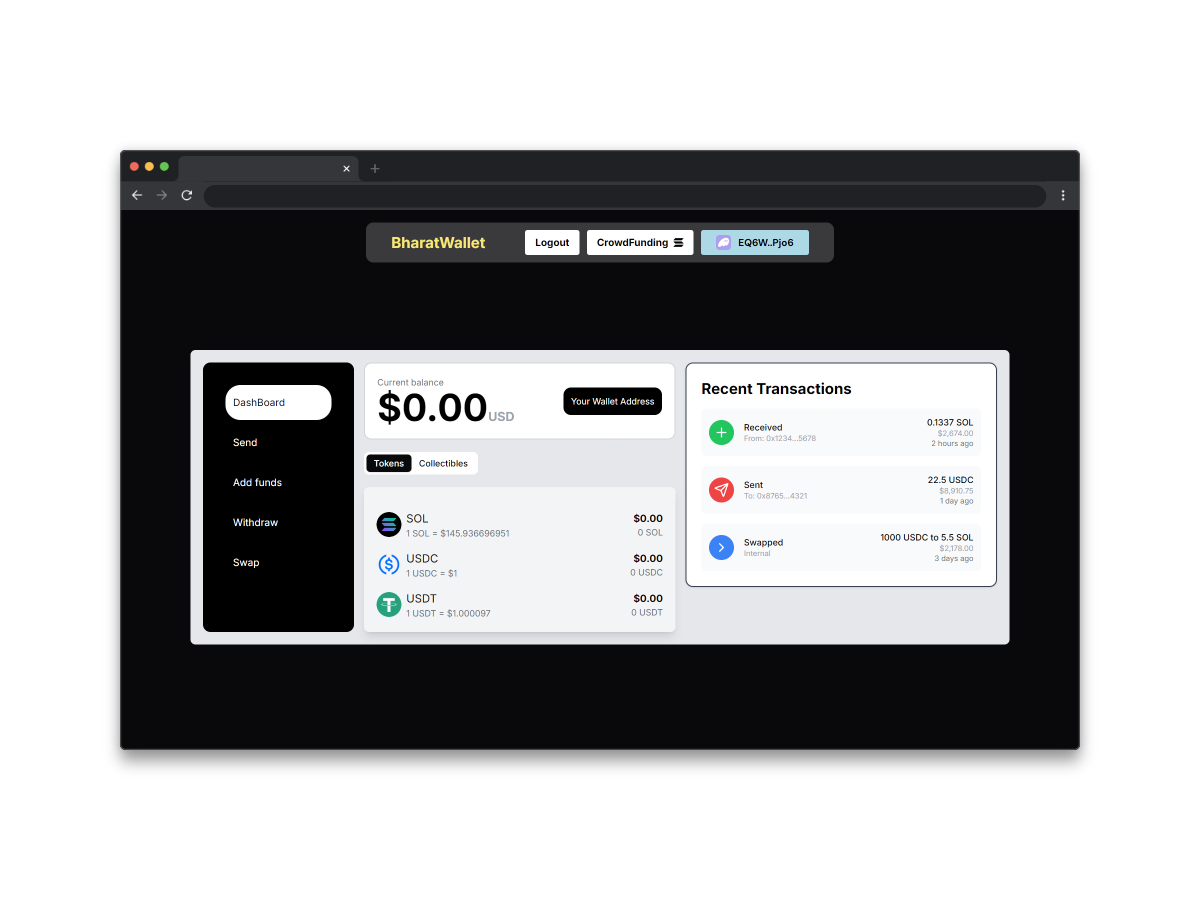 BharatWallet
Logout
CrowdFunding
EQ6W..Pjo6
DashBoard
Send
Add funds
Withdraw
Swap
Current balance
$0.00USD
Your Wallet Address
Tokens
Collectibles
SOL
$0.00
1 SOL = $145.936696951
0 SOL
USDC
$0.00
1 USDC = $1
0 USDC
USDT
$0.00
1 USDT = $1.000097
0 USDT
Recent Transactions
Received
From: 0x1234...5678
0.1337 SOL
$2,674.00
2 hours ago
Sent
To: 0x8765...4321
22.5 USDC
$8,910.75
1 day ago
Swapped
Internal
1000 USDC to 5.5 SOL
$2,178.00
3 days ago